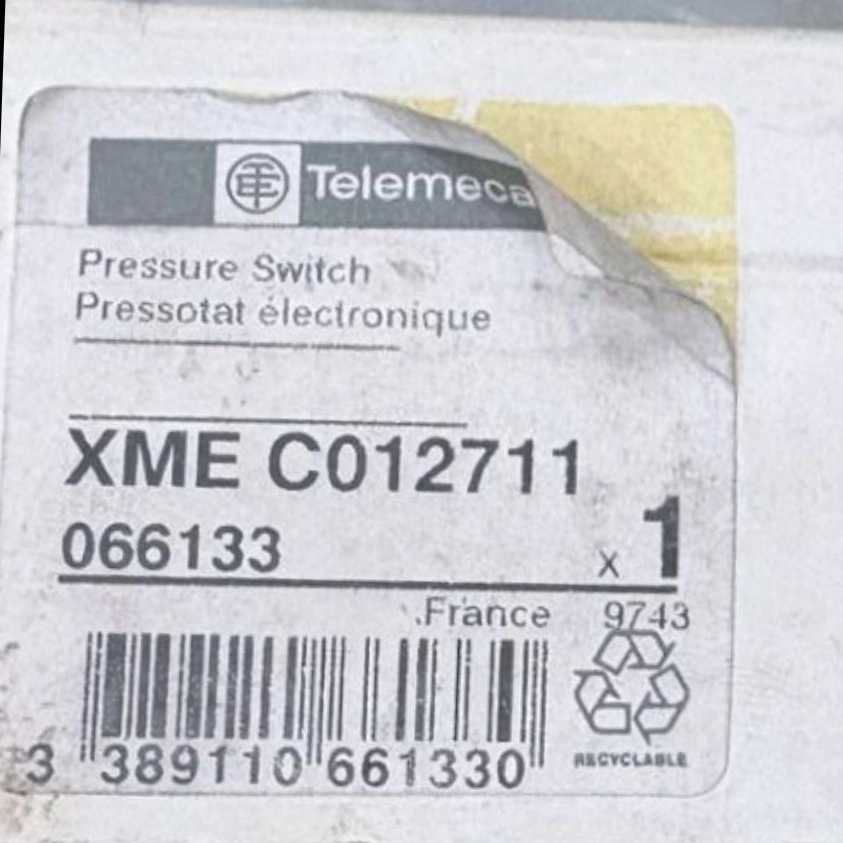 Telemeca
Pressure Switch
Pressotat électronique
XME C012711
066133 x 1
France 9743
3 389110 661330
RECYCLABLE